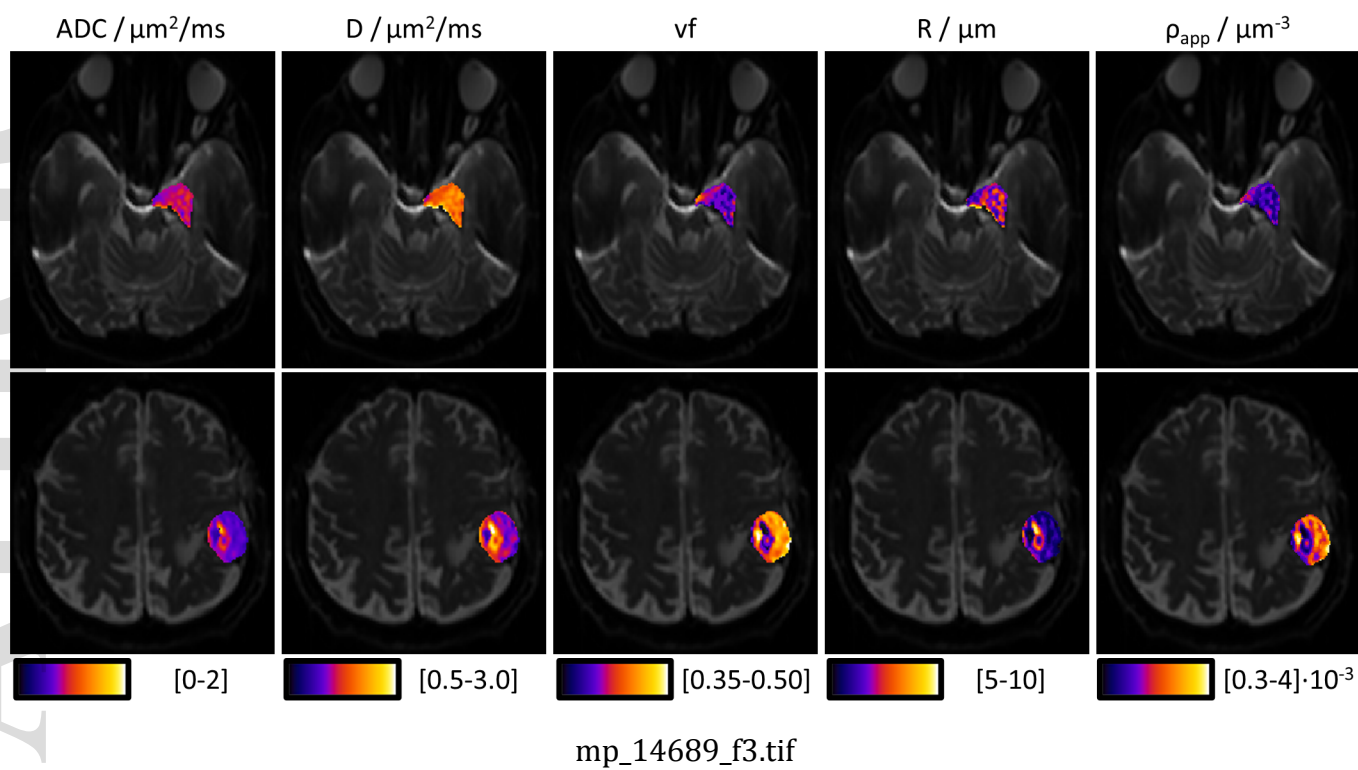 ADC / μm²/ms D / μm²/ms vf R / μm ρapp / μm⁻³
[0-2] [0.5-3.0] [0.35-0.50] [5-10] [0.3-4]·10⁻³
mp_14689_f3.tif